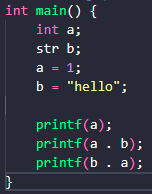 int main() {
    int a;
    str b;
    a = 1;
    b = "hello";

    printf(a);
    printf(a . b);
    printf(b . a);
}